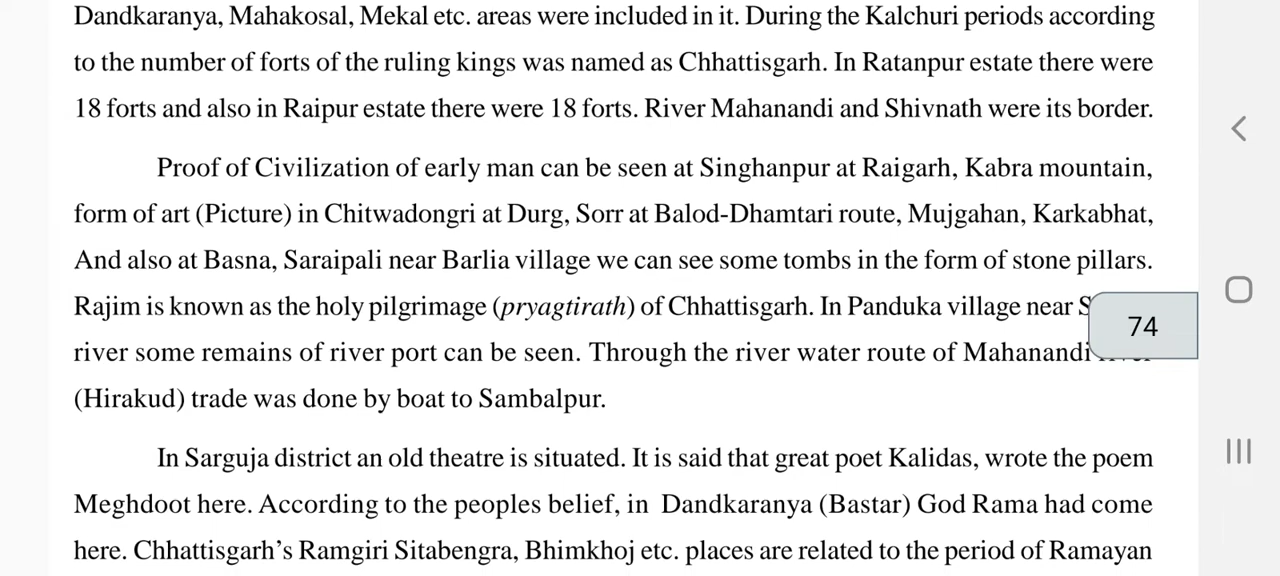 Dandkaranya, Mahakosal, Mekal etc. areas were included in it. During the Kalchuri periods according
to the number of forts of the ruling kings was named as Chhattisgarh. In Ratanpur estate there were
18 forts and also in Raipur estate there were 18 forts. River Mahanandi and Shivnath were its border.
Proof of Civilization of early man can be seen at Singhanpur at Raigarh, Kabra mountain,
form of art (Picture) in Chitwadongri at Durg, Sorr at Balod-Dhamtari route, Mujgahan, Karkabhat,
And also at Basna, Saraipali near Barlia village we can see some tombs in the form of stone pillars.
Rajim is known as the holy pilgrimage (pryagtirath) of Chhattisgarh. In Panduka village near
74
river some remains of river port can be seen. Through the river water route of Mahanandi
(Hirakud) trade was done by boat to Sambalpur.
In Sarguja district an old theatre is situated. It is said that great poet Kalidas, wrote the poem
Meghdoot here. According to the peoples belief, in Dandkaranya (Bastar) God Rama had come
here. Chhattisgarh’s Ramgiri Sitabengra, Bhimkhoj etc. places are related to the period of Ramayan